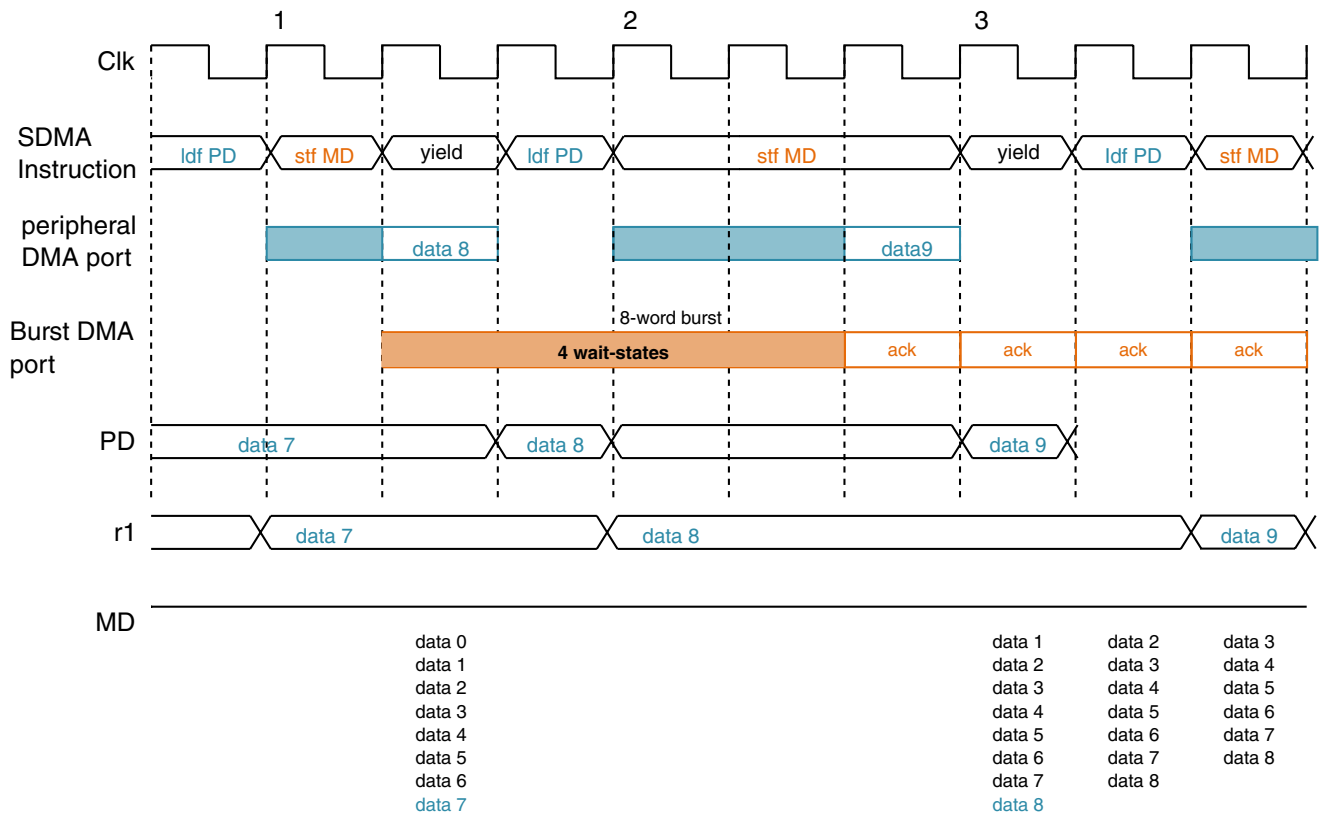 1 2 3
Clk
SDMA
Instruction
ldf PD stf MD yield ldf PD stf MD yield ldf PD stf MD
peripheral
DMA port
data 8 data9
8-word burst
Burst DMA
port
4 wait-states ack ack ack ack
PD
data 7 data 8 data 9
r1
data 7 data 8 data 9
MD
data 0 data 1 data 2 data 3
data 1 data 2 data 3 data 4
data 2 data 3 data 4 data 5
data 3 data 4 data 5 data 6
data 4 data 5 data 6 data 7
data 5 data 6 data 7 data 8
data 6 data 7 data 8
data 7 data 8